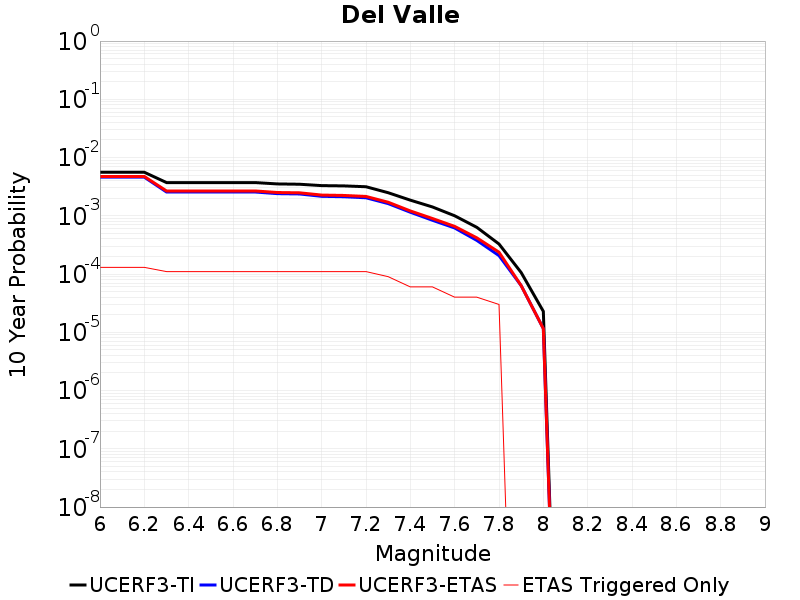 Del Valle
10^0
10^-1
10^-2
10^-3
10^-4
10^-5
10^-6
10^-7
10^-8
10 Year Probability
6 6.2 6.4 6.6 6.8 7 7.2 7.4 7.6 7.8 8 8.2 8.4 8.6 8.8 9
Magnitude
UCERF3-TI UCERF3-TD UCERF3-ETAS ETAS Triggered Only